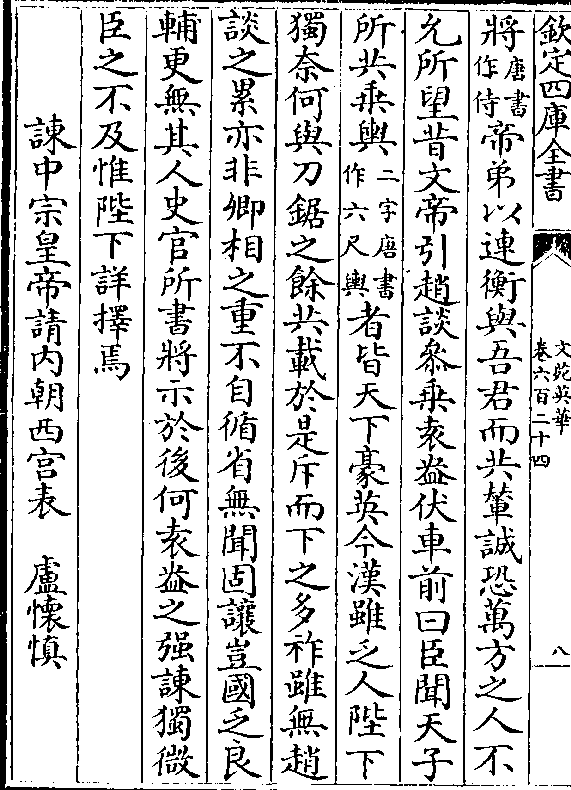 欽定四庫全書
文苑英華
卷六百二十四
八
將唐書作侍帝弟以連衡與吾君而共輦誠恐萬方之人不
允所望昔文帝引趙談叅乗袁盎伏車前曰臣聞天子
所共乗輿二字唐書作六尺輿者皆天下豪英今漢雖乏人陛下
獨奈何與刀鋸之餘共載於是斥而下之多祚雖無趙
談之累亦非卿相之重不自循省無聞固讓豈國乏良
輔更無其人史官所書將示於後何袁盎之强諫獨微
臣之不及惟陛下詳擇焉
諫中宗皇帝請内朝西宫表　盧懷慎